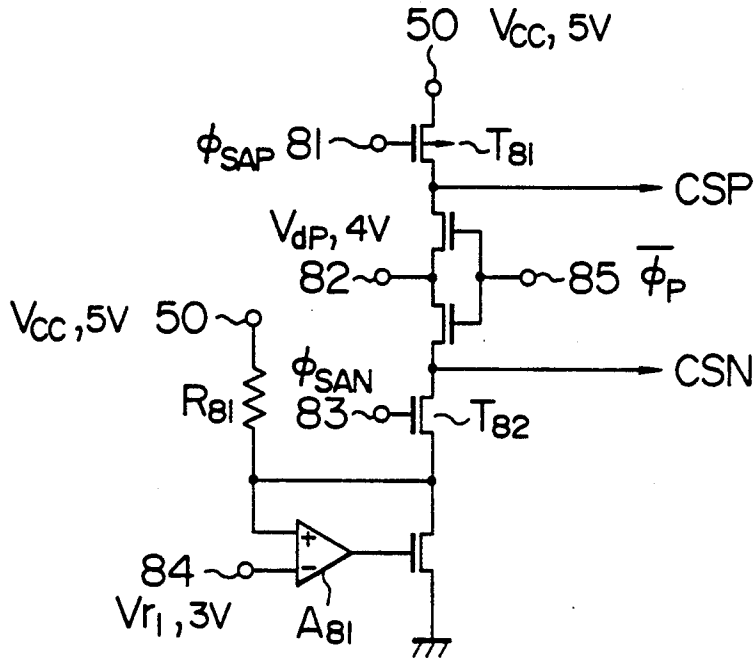 50 VCC, 5V
ϕSAP 81
T81
CSP
VdP, 4V
82
85 ϕ̅P
VCC, 5V 50
CSN
ϕSAN
83
T82
R81
+
−
84
Vr1, 3V
A81